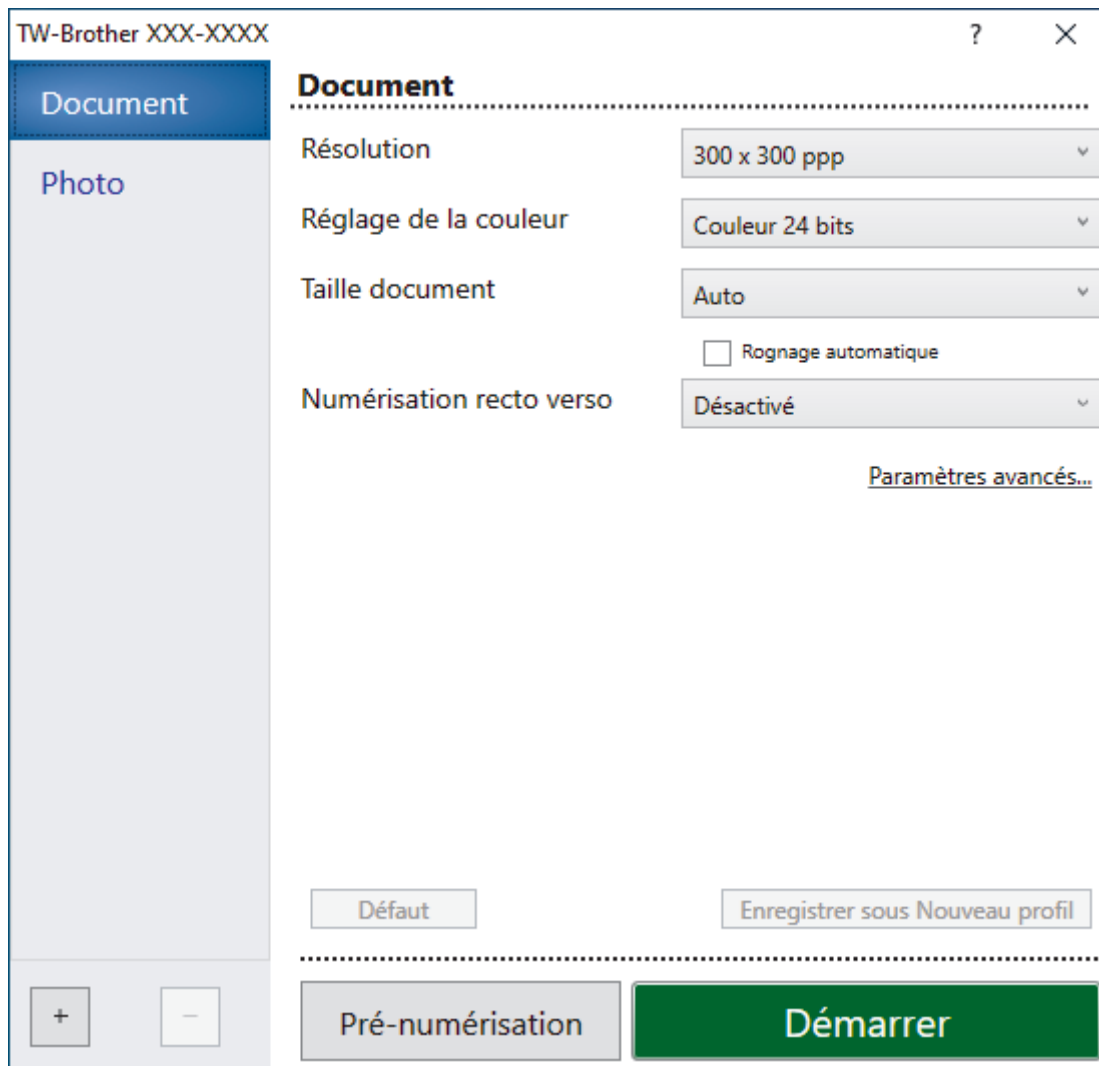 TW-Brother XXX-XXXX ?
Document
Photo
Document
Résolution 300 x 300 ppp
Réglage de la couleur Couleur 24 bits
Taille document Auto
Rognage automatique
Numérisation recto verso Désactivé
Paramètres avancés...
Défaut Enregistrer sous Nouveau profil
+ − Pré-numérisation Démarrer